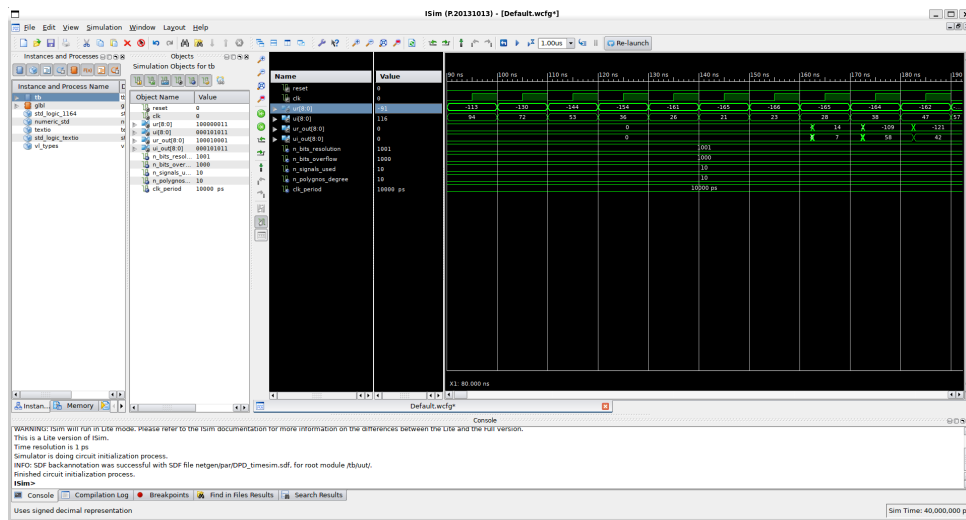 ISim (P.20131013) - [Default.wcfg*]
File Edit View Simulation Window Layout Help
1.00us Re-launch
Instances and Processes
Objects
Simulation Objects for tb
Instance and Process Name
tb
glbl
std_logic_1164
numeric_std
textio
std_logic_textio
vl_types
Object Name Value
reset 0
clk 0
ur[8:0] 100000011
ui[8:0] 000101011
ur_out[8:0] 100010001
ui_out[8:0] 000101011
n_bits_resol... 1001
n_bits_over... 1000
n_signals_u... 10
n_polygnos... 10
clk_period 10000 ps
Name Value
reset 0
clk 0
ur[8:0] -91
ui[8:0] 116
ur_out[8:0] 0
ui_out[8:0] 0
n_bits_resolution 1001
n_bits_overflow 1000
n_signals_used 10
n_polygnos_degree 10
clk_period 10000 ps
90 ns 100 ns 110 ns 120 ns 130 ns 140 ns 150 ns 160 ns 170 ns 180 ns 190
-113 -130 -144 -154 -161 -165 -166 -165 -164 -162
94 72 53 36 26 21 23 28 38 47 57
0 14 -109 -121
0 7 58 42
1001
1000
10
10
10000 ps
X1: 80.000 ns
Instan... Memory
Default.wcfg*
Console
WARNING: ISim will run in Lite mode. Please refer to the ISim documentation for more information on the differences between the Lite and the Full version.
This is a Lite version of ISim.
Time resolution is 1 ps
Simulator is doing circuit initialization process.
INFO: SDF backannotation was successful with SDF file netgen/par/DPD_timesim.sdf, for root module /tb/uut/.
Finished circuit initialization process.
ISim>
Console Compilation Log Breakpoints Find in Files Results Search Results
Uses signed decimal representation
Sim Time: 40,000,000 p